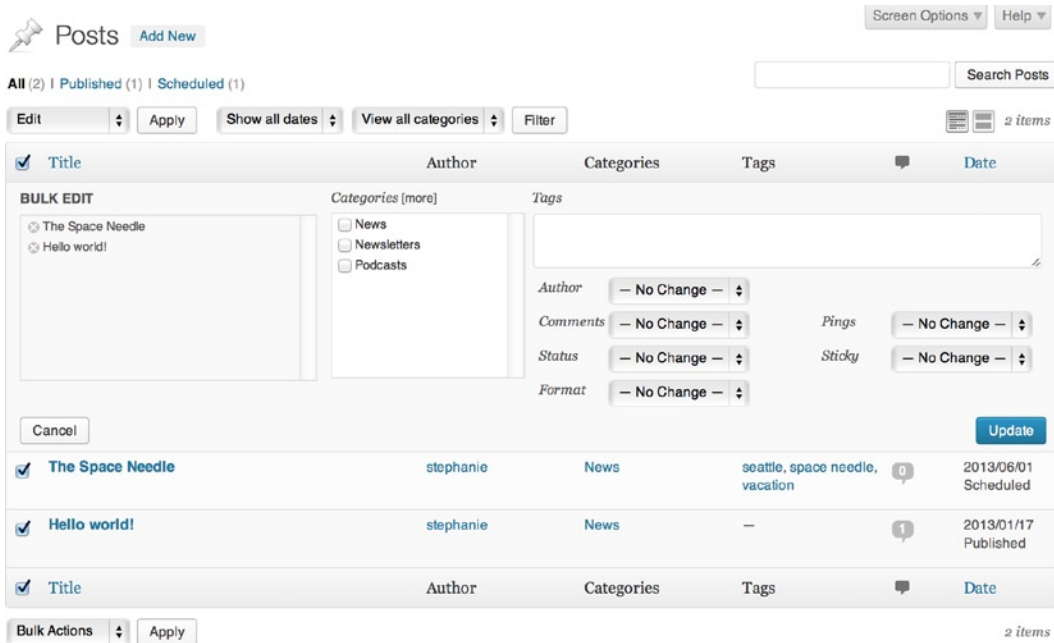 Screen Options Help
Posts Add New
All (2) | Published (1) | Scheduled (1)
Search Posts
Edit Apply Show all dates View all categories Filter 2 items
Title Author Categories Tags Date
BULK EDIT Categories [more] Tags
The Space Needle News
Hello world! Newsletters
Podcasts
Author — No Change —
Comments — No Change — Pings — No Change —
Status — No Change — Sticky — No Change —
Format — No Change —
Cancel Update
The Space Needle stephanie News seattle, space needle, 0 2013/06/01
vacation Scheduled
Hello world! stephanie News — 1 2013/01/17
Published
Title Author Categories Tags Date
Bulk Actions Apply 2 items